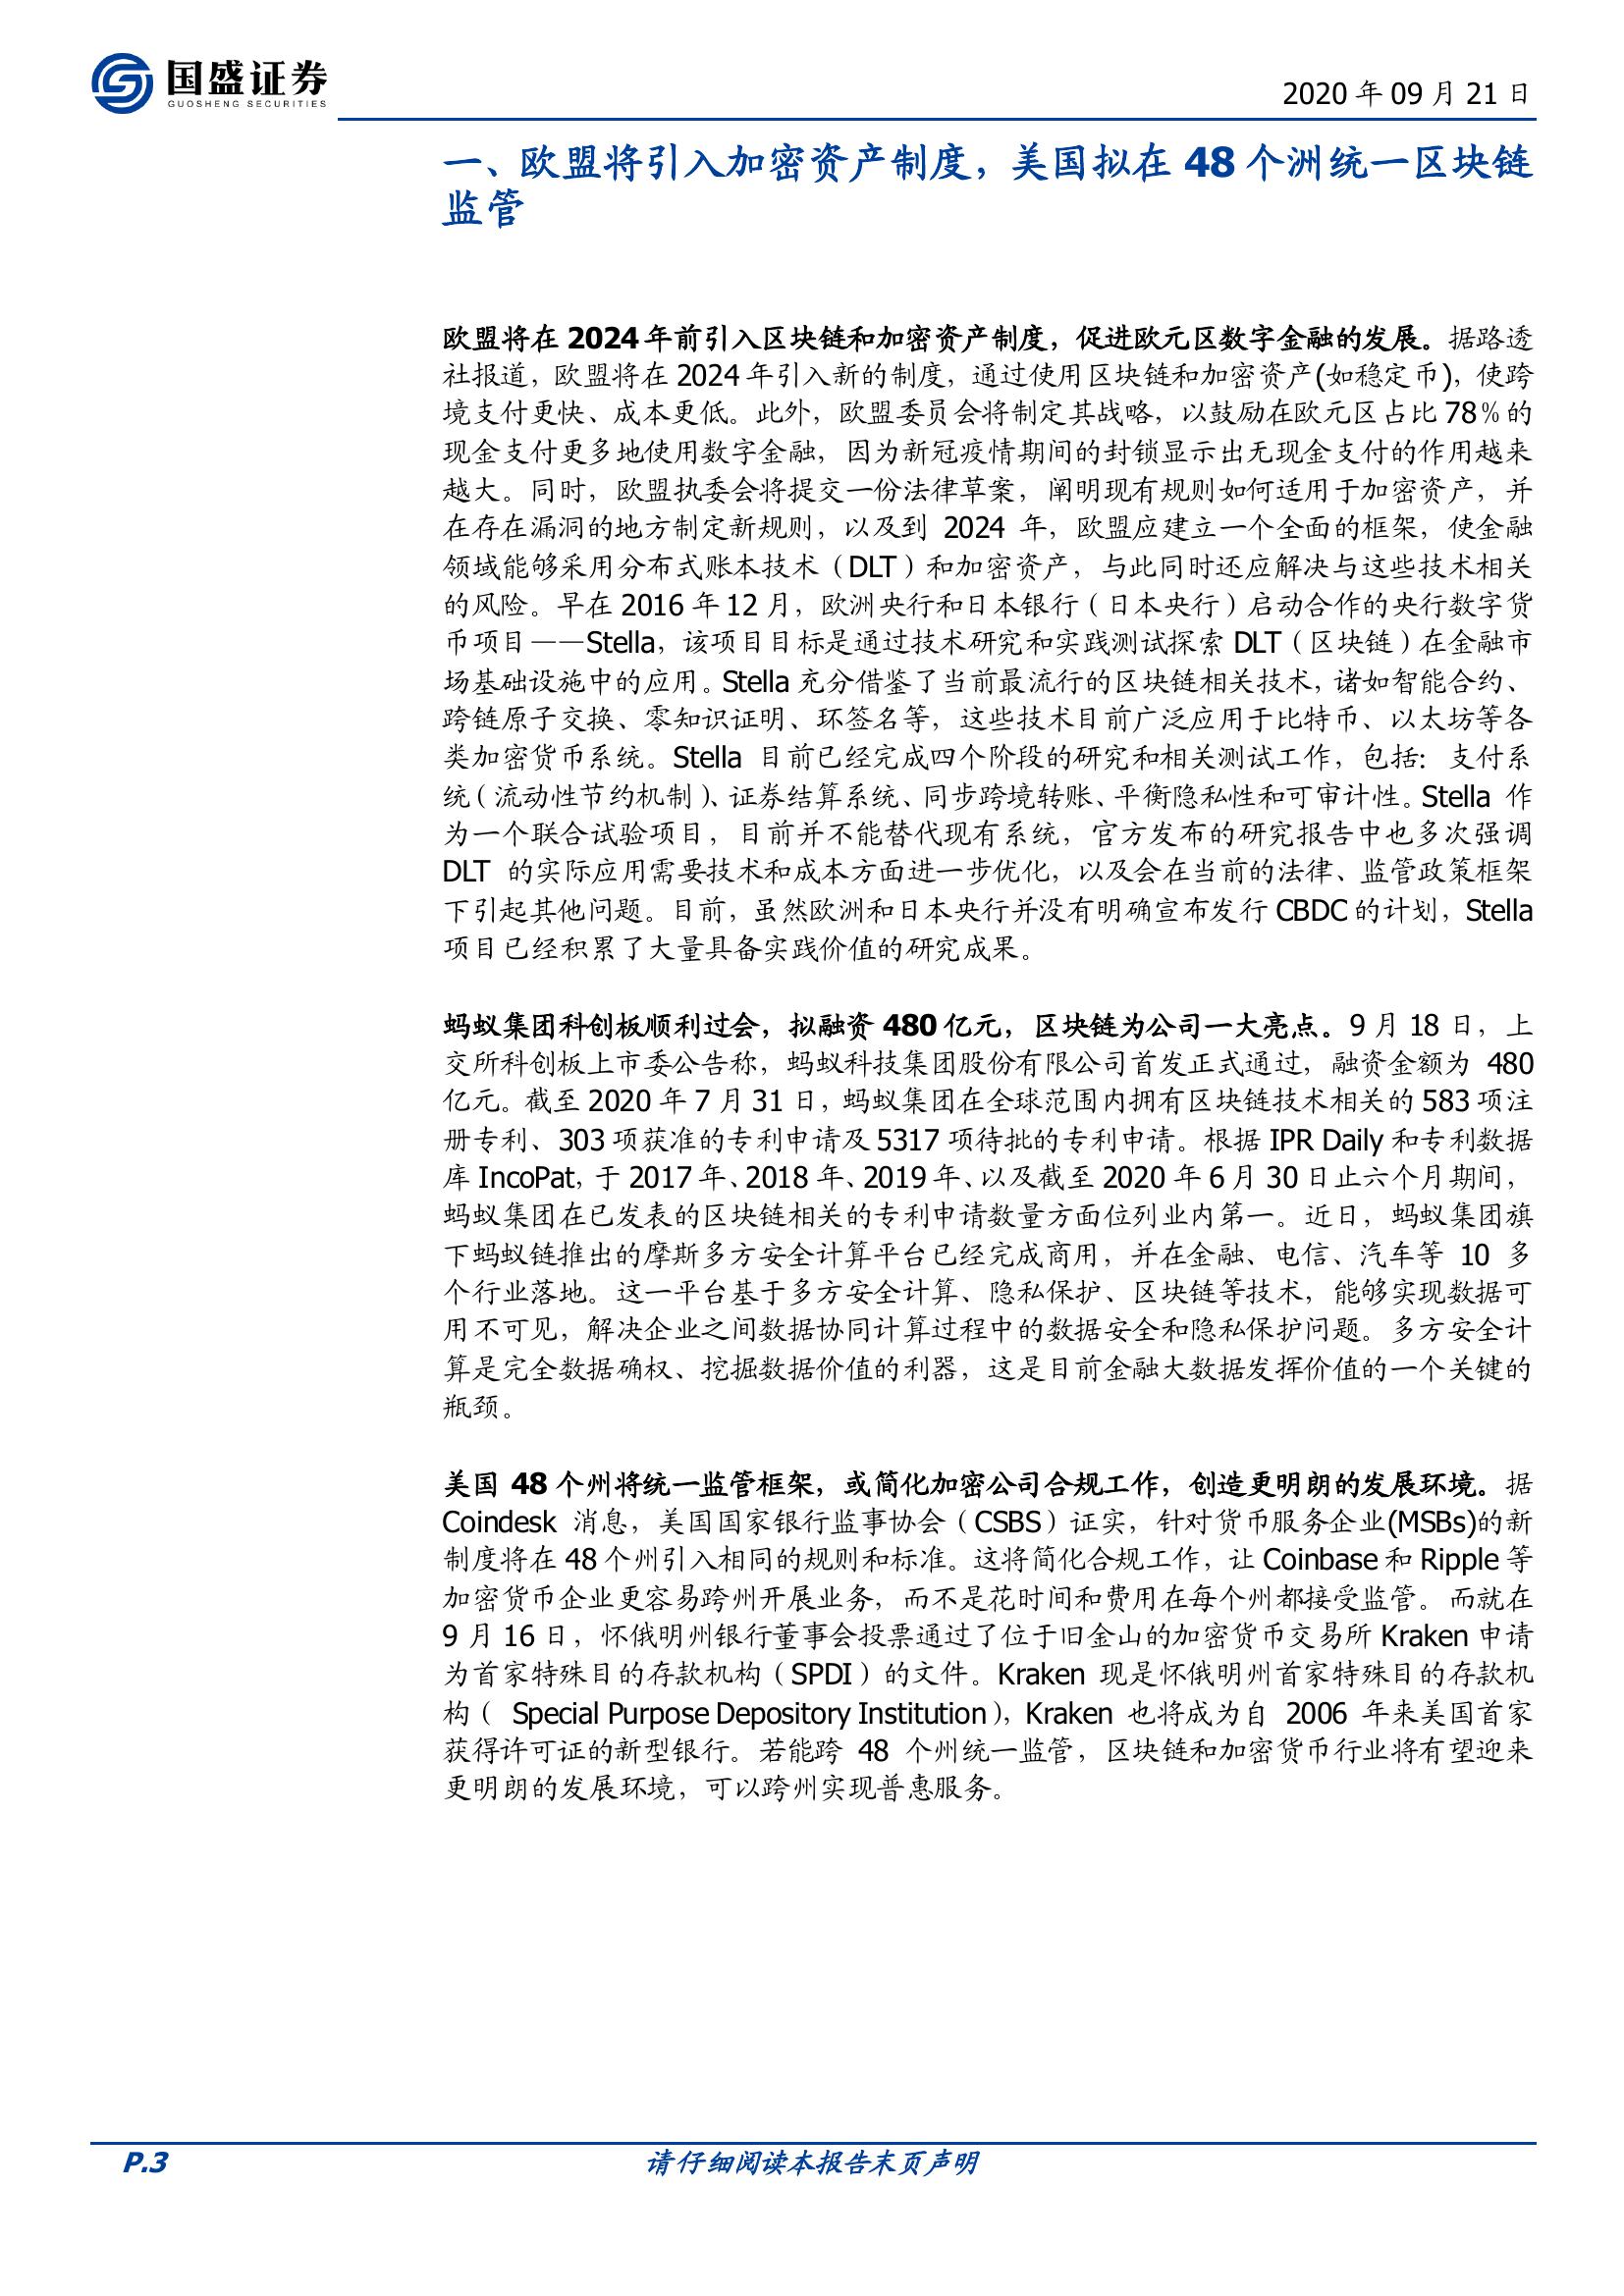 国盛证券
GUOSHENG SECURITIES
2020 年 09 月 21 日
一、欧盟将引入加密资产制度，美国拟在 48 个洲统一区块链
监管
欧盟将在 2024 年前引入区块链和加密资产制度，促进欧元区数字金融的发展。据路透
社报道，欧盟将在 2024 年引入新的制度，通过使用区块链和加密资产(如稳定币)，使跨
境支付更快、成本更低。此外，欧盟委员会将制定其战略，以鼓励在欧元区占比 78%的
现金支付更多地使用数字金融，因为新冠疫情期间的封锁显示出无现金支付的作用越来
越大。同时，欧盟执委会将提交一份法律草案，阐明现有规则如何适用于加密资产，并
在存在漏洞的地方制定新规则，以及到 2024 年，欧盟应建立一个全面的框架，使金融
领域能够采用分布式账本技术（DLT）和加密资产，与此同时还应解决与这些技术相关
的风险。早在 2016 年 12 月，欧洲央行和日本银行（日本央行）启动合作的央行数字货
币项目——Stella，该项目目标是通过技术研究和实践测试探索 DLT（区块链）在金融市
场基础设施中的应用。Stella 充分借鉴了当前最流行的区块链相关技术，诸如智能合约、
跨链原子交换、零知识证明、环签名等，这些技术目前广泛应用于比特币、以太坊等各
类加密货币系统。Stella 目前已经完成四个阶段的研究和相关测试工作，包括：支付系
统（流动性节约机制）、证券结算系统、同步跨境转账、平衡隐私性和可审计性。Stella 作
为一个联合试验项目，目前并不能替代现有系统，官方发布的研究报告中也多次强调
DLT 的实际应用需要技术和成本方面进一步优化，以及会在当前的法律、监管政策框架
下引起其他问题。目前，虽然欧洲和日本央行并没有明确宣布发行 CBDC 的计划，Stella
项目已经积累了大量具备实践价值的研究成果。
蚂蚁集团科创板顺利过会，拟融资 480 亿元，区块链为公司一大亮点。9 月 18 日，上
交所科创板上市委公告称，蚂蚁科技集团股份有限公司首发正式通过，融资金额为 480
亿元。截至 2020 年 7 月 31 日，蚂蚁集团在全球范围内拥有区块链技术相关的 583 项注
册专利、303 项获准的专利申请及 5317 项待批的专利申请。根据 IPR Daily 和专利数据
库 IncoPat，于 2017 年、2018 年、2019 年、以及截至 2020 年 6 月 30 日止六个月期间，
蚂蚁集团在已发表的区块链相关的专利申请数量方面位列业内第一。近日，蚂蚁集团旗
下蚂蚁链推出的摩斯多方安全计算平台已经完成商用，并在金融、电信、汽车等 10 多
个行业落地。这一平台基于多方安全计算、隐私保护、区块链等技术，能够实现数据可
用不可见，解决企业之间数据协同计算过程中的数据安全和隐私保护问题。多方安全计
算是完全数据确权、挖掘数据价值的利器，这是目前金融大数据发挥价值的一个关键的
瓶颈。
美国 48 个州将统一监管框架，或简化加密公司合规工作，创造更明朗的发展环境。据
Coindesk 消息，美国国家银行监事协会（CSBS）证实，针对货币服务企业(MSBs)的新
制度将在 48 个州引入相同的规则和标准。这将简化合规工作，让 Coinbase 和 Ripple 等
加密货币企业更容易跨州开展业务，而不是花时间和费用在每个州都接受监管。而就在
9 月 16 日，怀俄明州银行董事会投票通过了位于旧金山的加密货币交易所 Kraken 申请
为首家特殊目的存款机构（SPDI）的文件。Kraken 现是怀俄明州首家特殊目的存款机
构（ Special Purpose Depository Institution），Kraken 也将成为自 2006 年来美国首家
获得许可证的新型银行。若能跨 48 个州统一监管，区块链和加密货币行业将有望迎来
更明朗的发展环境，可以跨州实现普惠服务。
P.3
请仔细阅读本报告末页声明